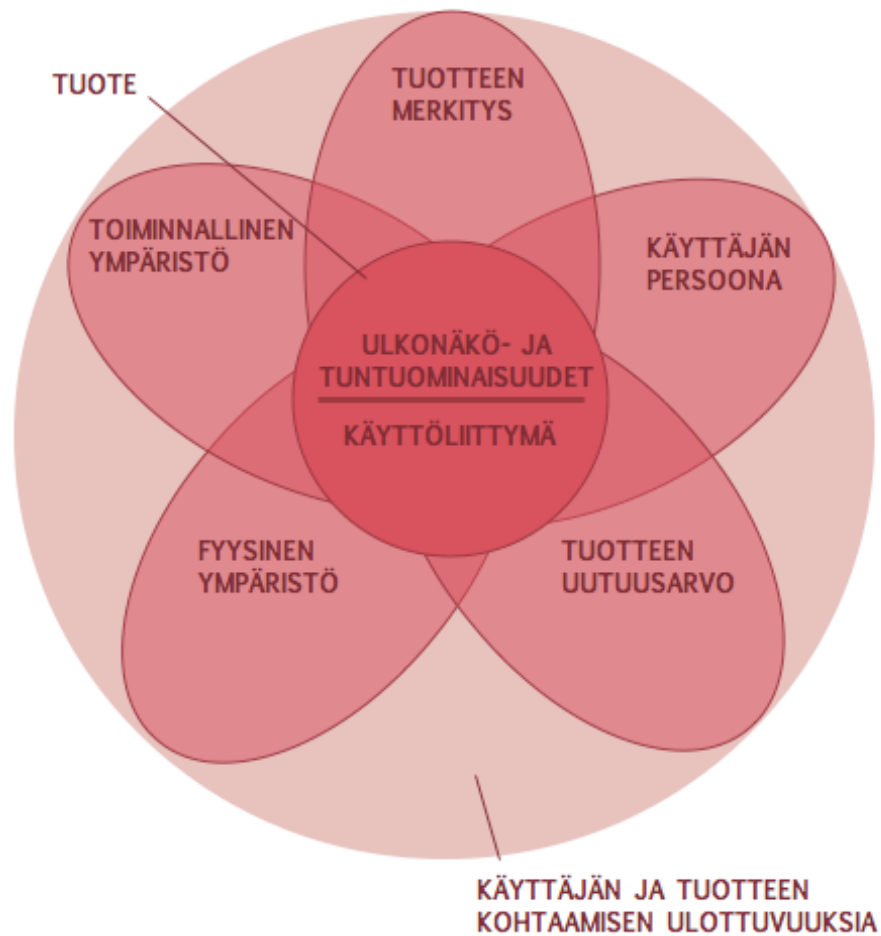 TUOTE
TUOTTEEN
MERKITYS
TOIMINNALLINEN
YMPÄRISTÖ
KÄYTTÄJÄN
PERSOONA
ULKONÄKÖ- JA
TUNTUOMINAISUUDET
KÄYTTÖLIITTYMÄ
FYYSINEN
YMPÄRISTÖ
TUOTTEEN
UUTUUSARVO
KÄYTTÄJÄN JA TUOTTEEN
KOHTAAMISEN ULOTTUVUUKSIA